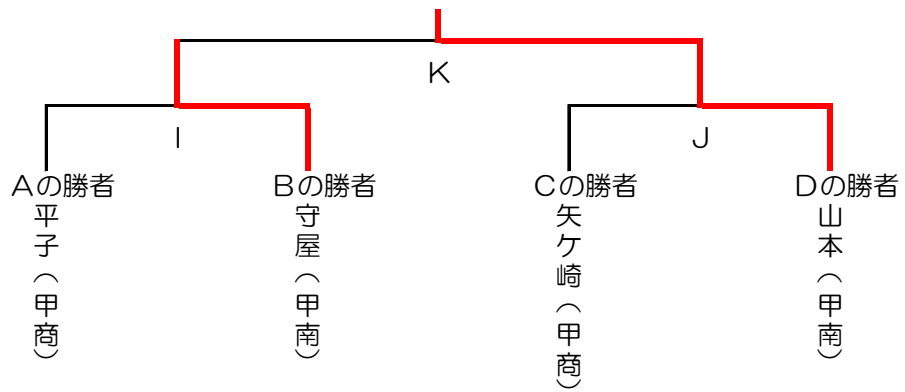 K
I
J
Aの勝者
平子（甲商）
Bの勝者
守屋（甲南）
Cの勝者
矢ケ崎（甲商）
Dの勝者
山本（甲南）